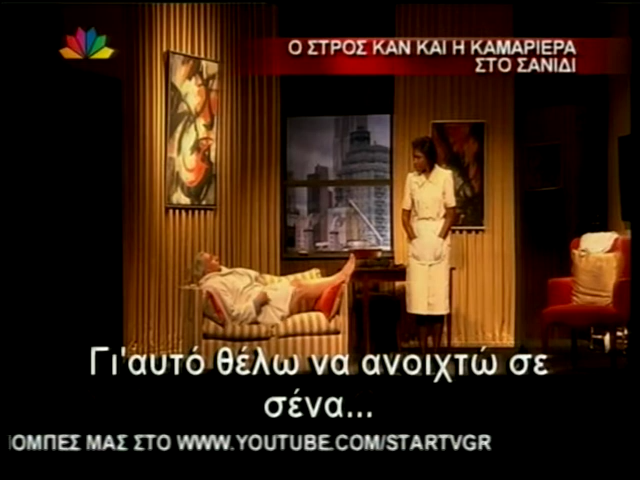 Ο ΣΤΡΟΣ ΚΑΝ ΚΑΙ Η ΚΑΜΑΡΙΕΡΑ
ΣΤΟ ΣΑΝΙΔΙ
Γι'αυτό θέλω να ανοιχτώ σε
σένα...
ΜΑΣ ΣΤΟ WWW.YOUTUBE.COM/STARTVGR